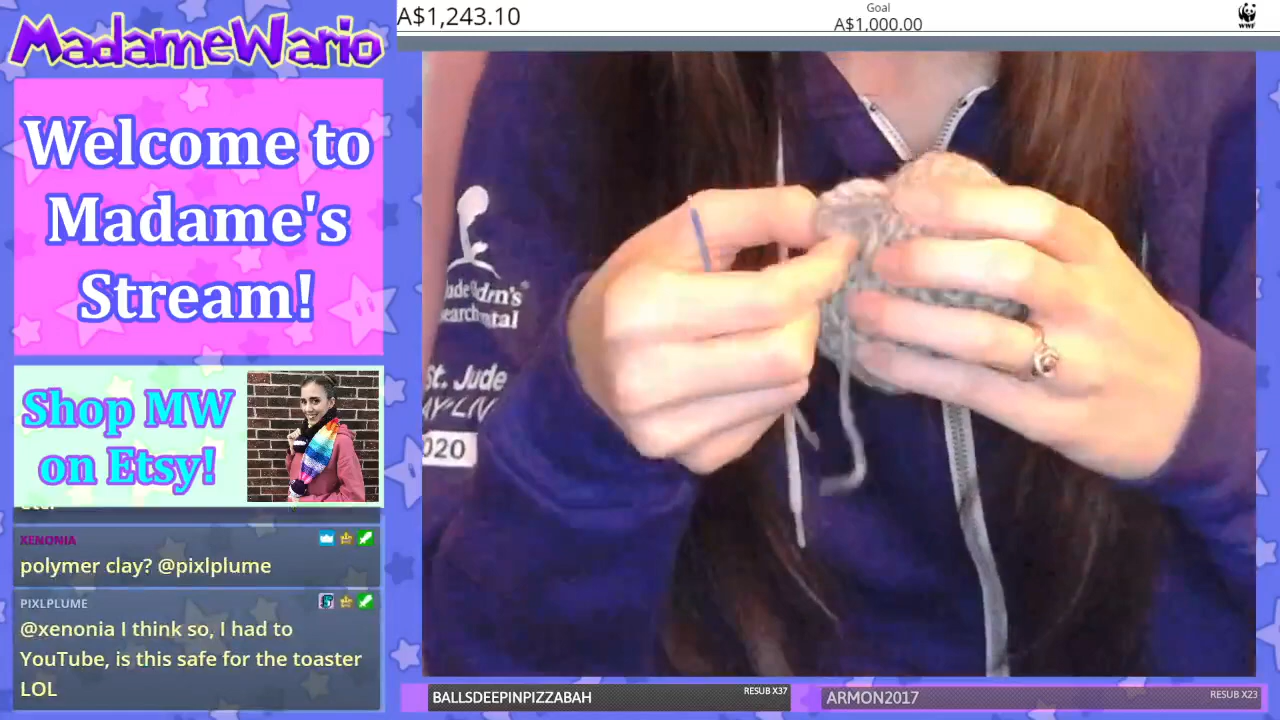 MadameWario
A$1,243.10
Goal
A$1,000.00
WWF
Welcome to
Madame's
Stream!
Shop MW
on Etsy!
XENONIA
polymer clay? @pixlplume
PIXLPLUME
@xenonia I think so, I had to
YouTube, is this safe for the toaster
LOL
St. Jude
2020
BALLSDEEPINPIZZABAH
RESUB X37
ARMON2017
RESUB X23